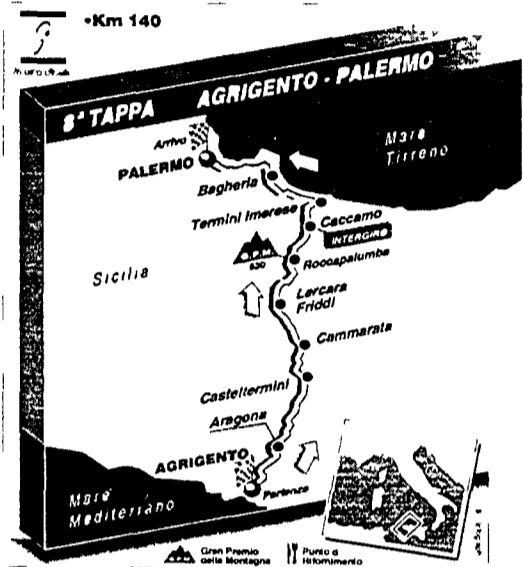 •Km 140
8ª TAPPA AGRIGENTO - PALERMO
Arrivo
Mare
Tirreno
PALERMO
Bagheria
Termini Imerese
Caccamo
INTERGIRO
G.P.M.
630
Roccapalumba
Sicilia
Lercara
Friddi
Cammarata
Casteltermini
Aragona
AGRIGENTO
Partenza
Mare
Mediterraneo
Gran Premio
della Montagna
Punto di
Rifornimento